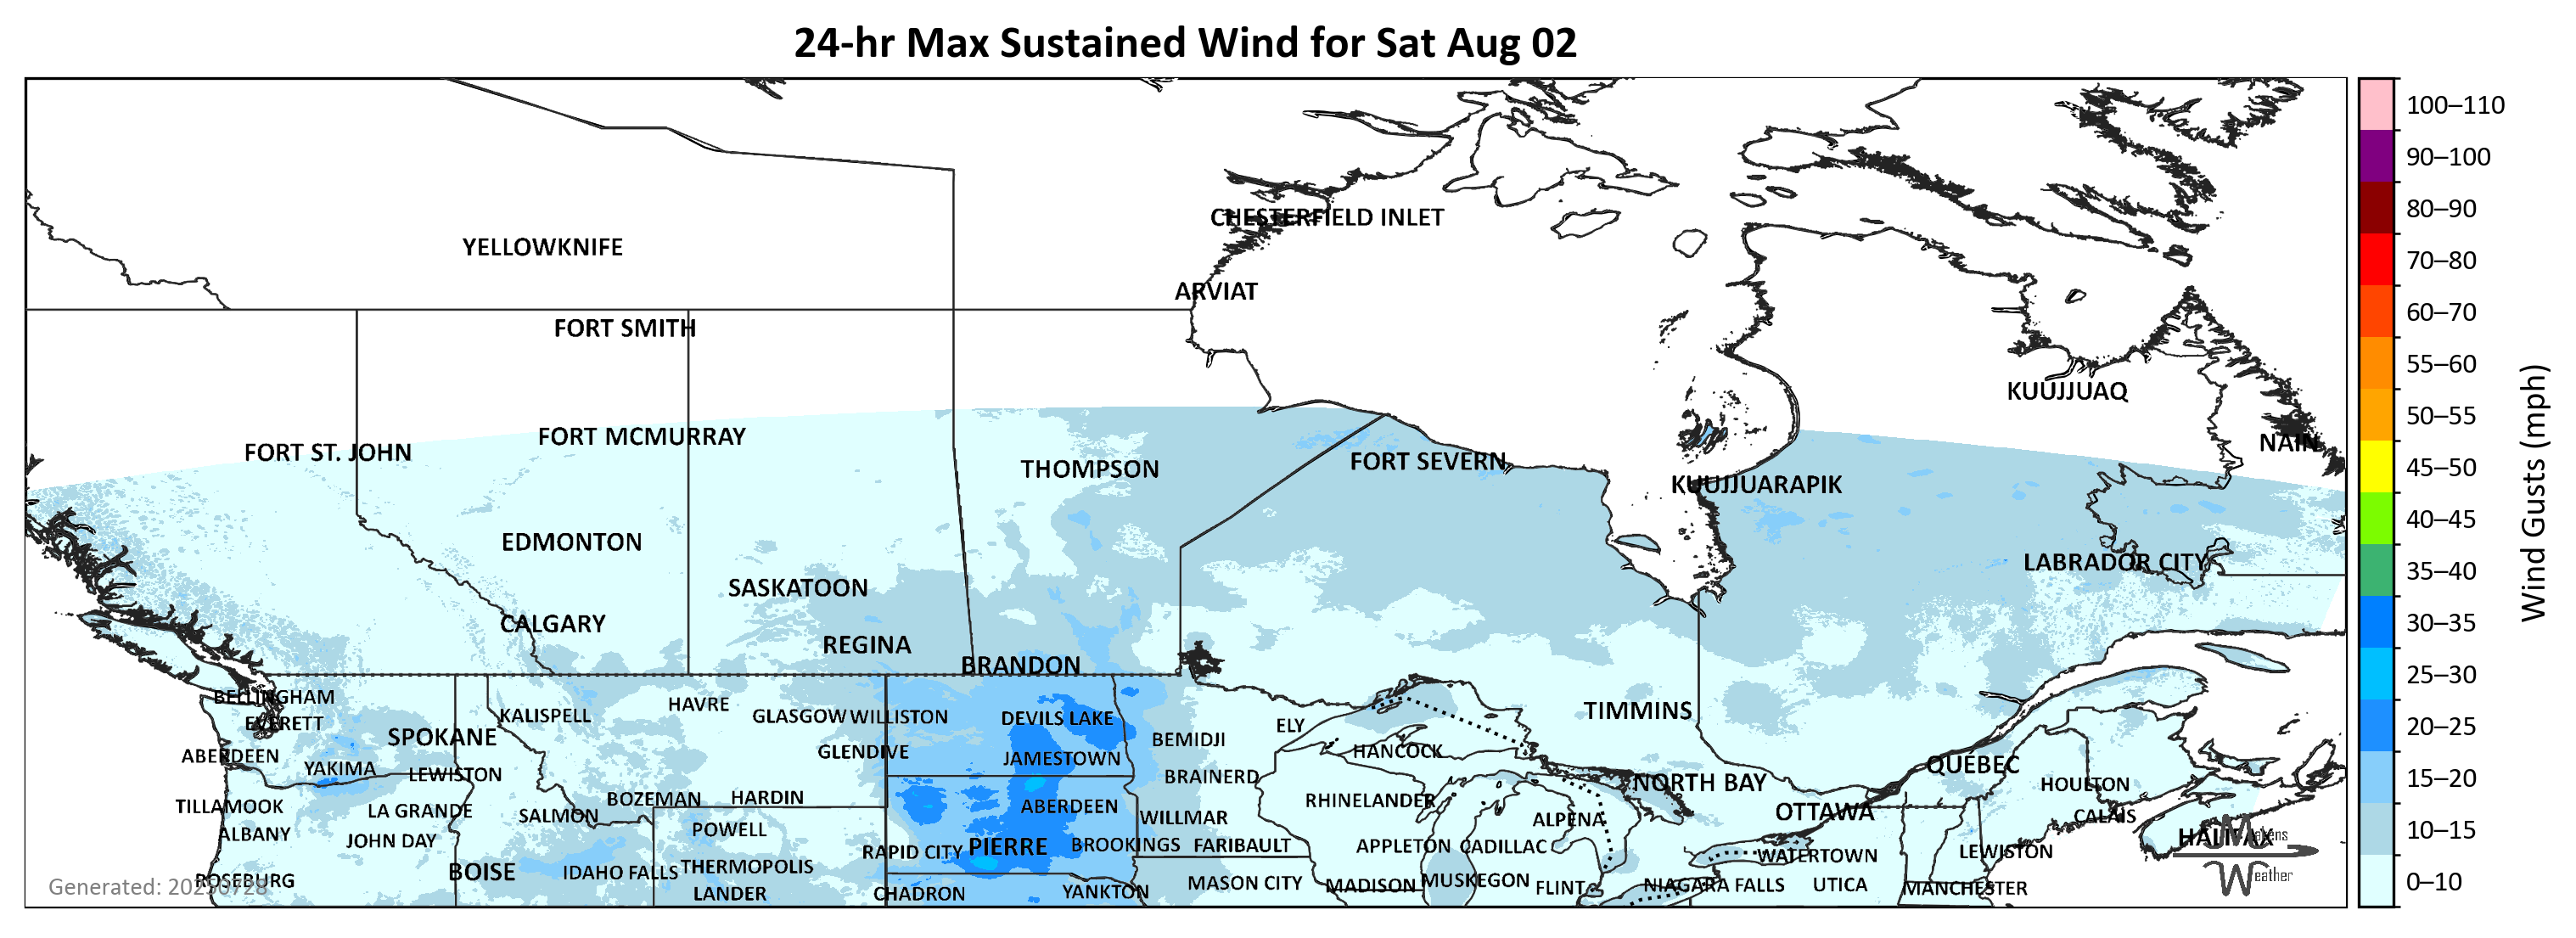 24-hr Max Sustained Wind for Sat Aug 02
100–110
90–100
CHESTERFIELD INLET
80–90
YELLOWKNIFE
70–80
ARVIAT
60–70
FORT SMITH
55–60
KUUJJUAQ
50–55
FORT MCMURRAY
NAIN
FORT ST. JOHN
FORT SEVERN
45–50
THOMPSON
KUUJJUARAPIK
40–45
EDMONTON
LABRADOR CITY
35–40
SASKATOON
CALGARY
30–35
REGINA
BRANDON
25–30
BELLINGHAM
HAVRE
TIMMINS
KALISPELL
GLASGOW
WILLISTON
DEVILS LAKE
EVERETT
ELY
20–25
SPOKANE
BEMIDJI
GLENDIVE
HANCOCK
ABERDEEN
JAMESTOWN
QUÉBEC
YAKIMA
LEWISTON
BRAINERD
15–20
NORTH BAY
HOULTON
BOZEMAN
HARDIN
RHINELANDER
TILLAMOOK
ABERDEEN
LA GRANDE
OTTAWA
SALMON
WILLMAR
CALAIS
ALPENA
POWELL
10–15
ALBANY
HALIFAX
Makens
JOHN DAY
PIERRE
BROOKINGS
FARIBAULT
APPLETON
CADILLAC
RAPID CITY
LEWISTON
WATERTOWN
THERMOPOLIS
BOISE
IDAHO FALLS
Weather
ROSEBURG
MUSKEGON
0–10
MASON CITY
MADISON
NIAGARA FALLS
UTICA
Generated: 20250728
FLINT
MANCHESTER
LANDER
CHADRON
YANKTON
Wind Gusts (mph)